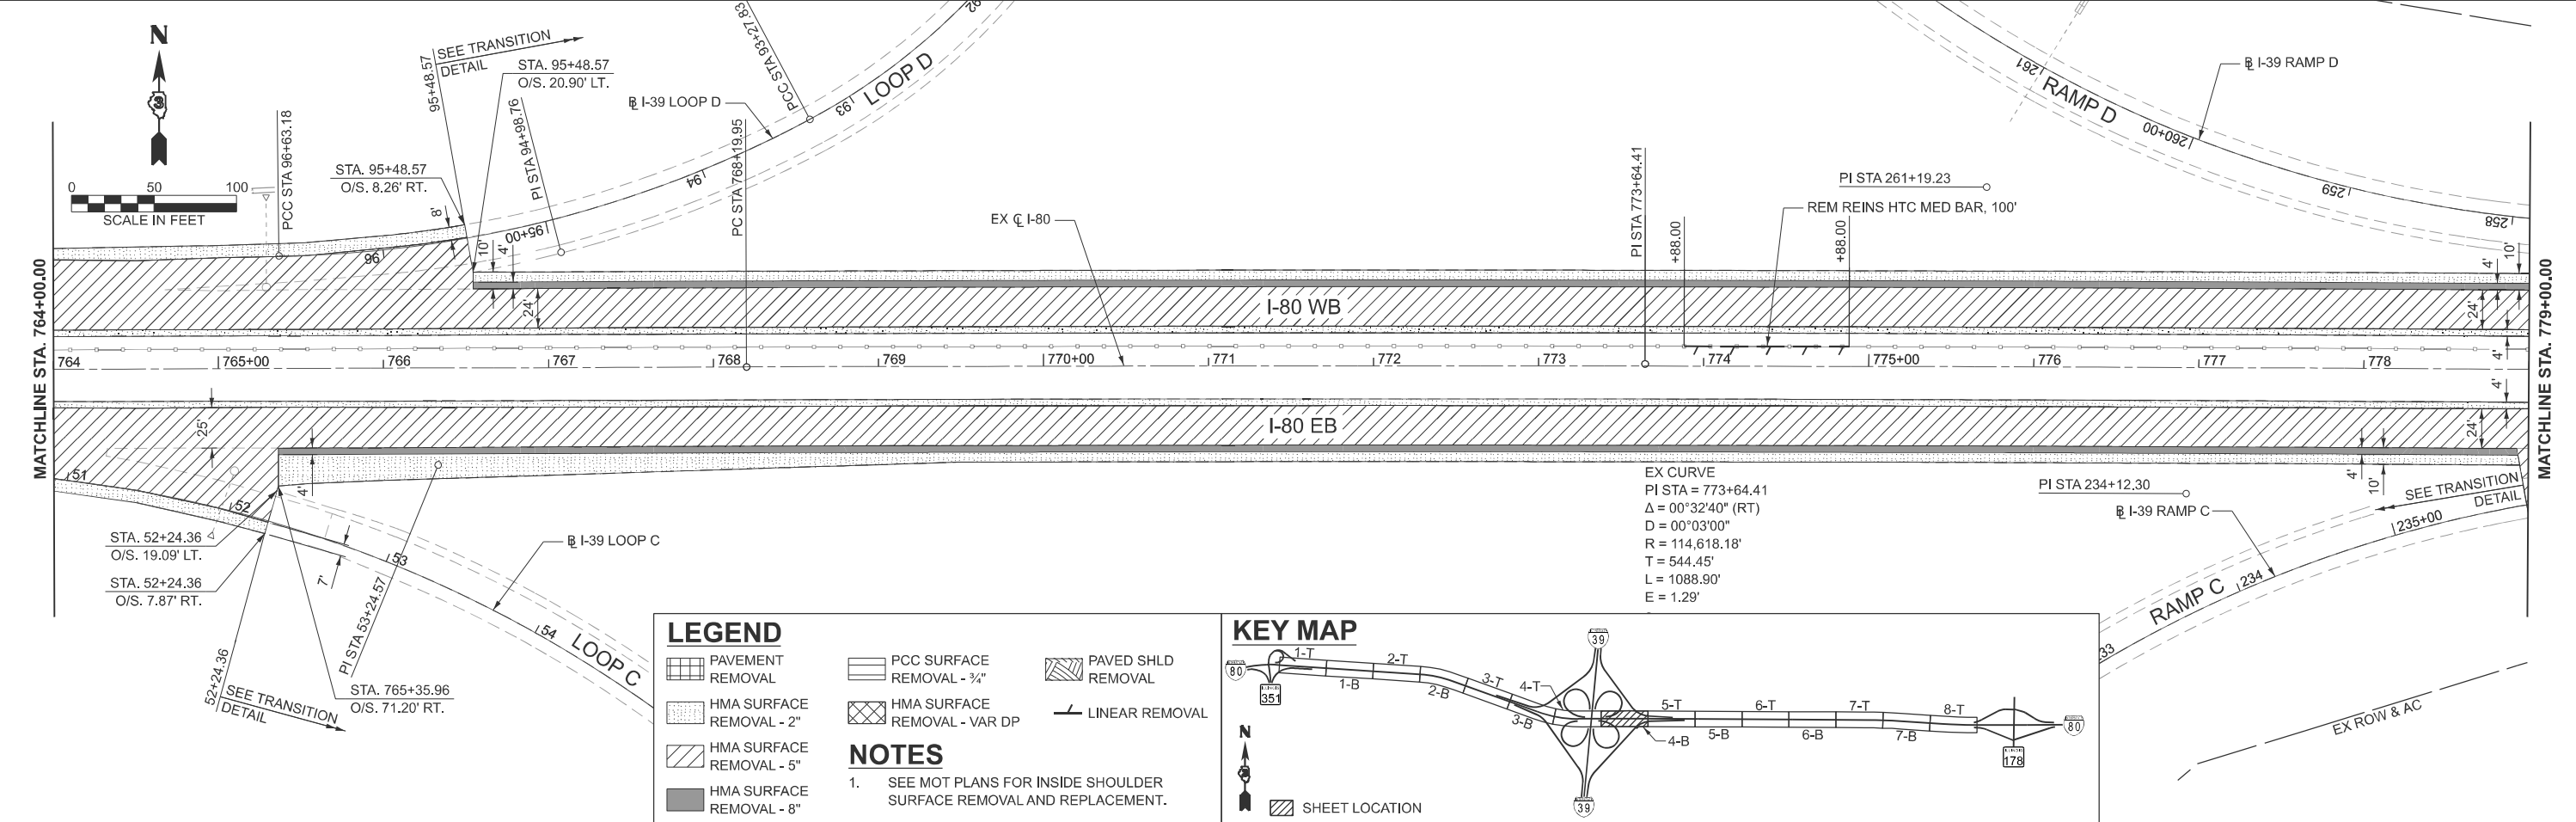 N
0 50 100
SCALE IN FEET
MATCHLINE STA. 764+00.00
PCC STA 96+63.18
95+48.57
SEE TRANSITION
DETAIL
STA. 95+48.57
O/S. 20.90' LT.
STA. 95+48.57
O/S. 8.26' RT.
PI STA 94+98.76
8'
10'
4'
24'
96
95+00
94
93
92
LOOP D
℄ I-39 LOOP D
PCC STA 93+27.83
PC STA 768+19.95
EX ℄ I-80
I-80 WB
PI STA 773+64.41
+88.00
+88.00
REM REINS HTC MED BAR, 100'
PI STA 261+19.23
261
RAMP D
260+00
259
258
I-39 RAMP D
10'
4'
24'
4'
4'
24'
MATCHLINE STA. 779+00.00
764 765+00 766 767 768 769 770+00 771 772 773 774 775+00 776 777 778
I-80 EB
25'
4'
51
52
53
54
STA. 52+24.36
O/S. 19.09' LT.
STA. 52+24.36
O/S. 7.87' RT.
7'
52+24.36
SEE TRANSITION
DETAIL
PI STA 53+24.57
STA. 765+35.96
O/S. 71.20' RT.
I-39 LOOP C
LOOP C
EX CURVE
PI STA = 773+64.41
Δ = 00°32'40" (RT)
D = 00°03'00"
R = 114,618.18'
T = 544.45'
L = 1088.90'
E = 1.29'
4'
10'
PI STA 234+12.30
SEE TRANSITION
DETAIL
I-39 RAMP C
235+00
234
233
RAMP C
EX ROW & AC
LEGEND
PAVEMENT
REMOVAL
HMA SURFACE
REMOVAL - 2"
HMA SURFACE
REMOVAL - 5"
HMA SURFACE
REMOVAL - 8"
PCC SURFACE
REMOVAL - ¾"
HMA SURFACE
REMOVAL - VAR DP
PAVED SHLD
REMOVAL
LINEAR REMOVAL
NOTES
1. SEE MOT PLANS FOR INSIDE SHOULDER
SURFACE REMOVAL AND REPLACEMENT.
KEY MAP
80
351
1-T
1-B
2-T
2-B
3-T
3-B
4-T
4-B
39
39
5-T
5-B
6-T
6-B
7-T
7-B
8-T
178
80
N
SHEET LOCATION